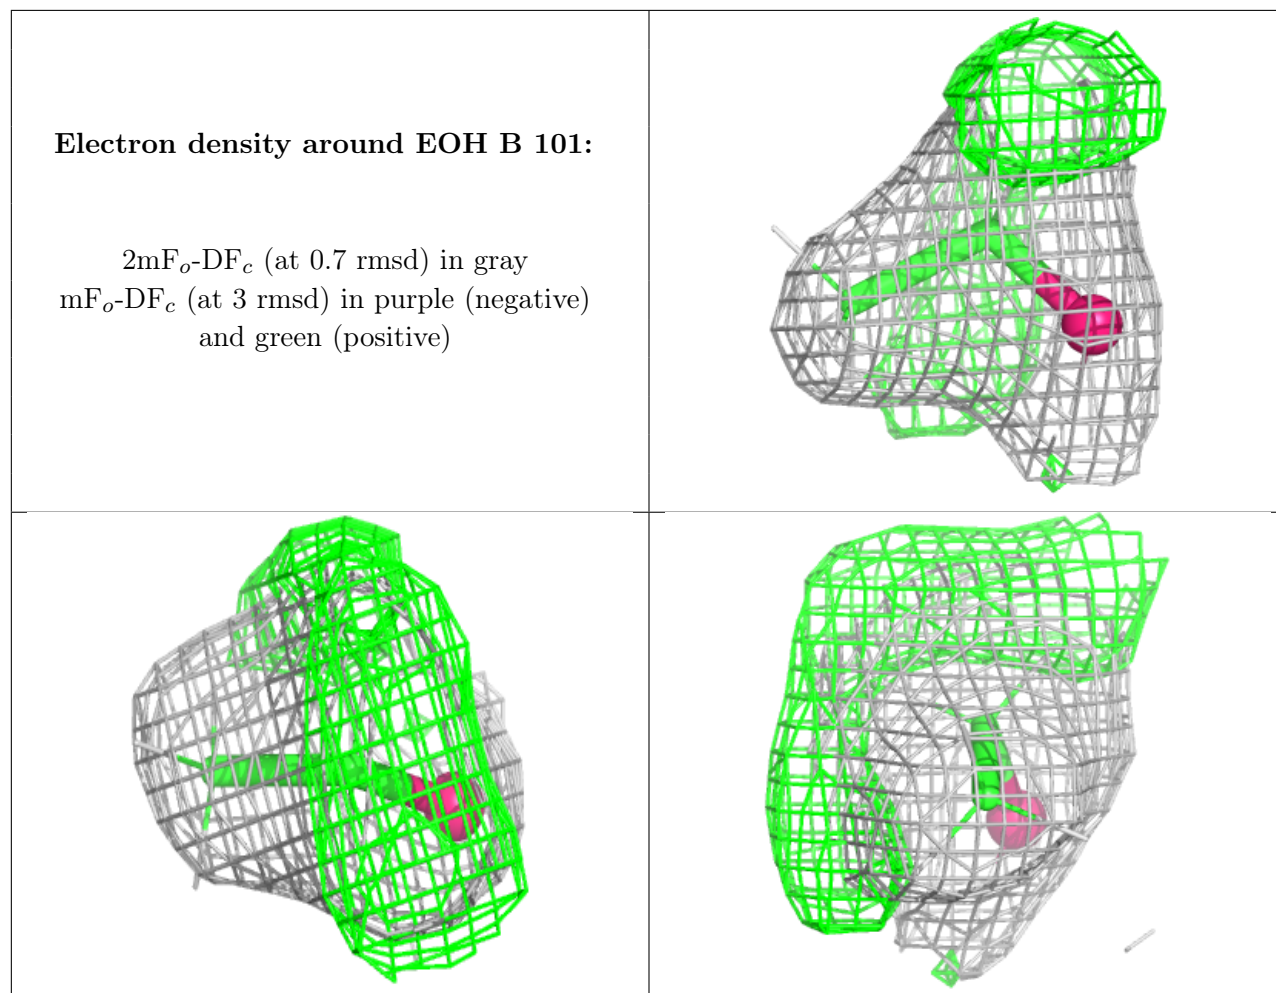 Electron density around EOH B 101:
2mFo-DFc (at 0.7 rmsd) in gray
mFo-DFc (at 3 rmsd) in purple (negative)
and green (positive)